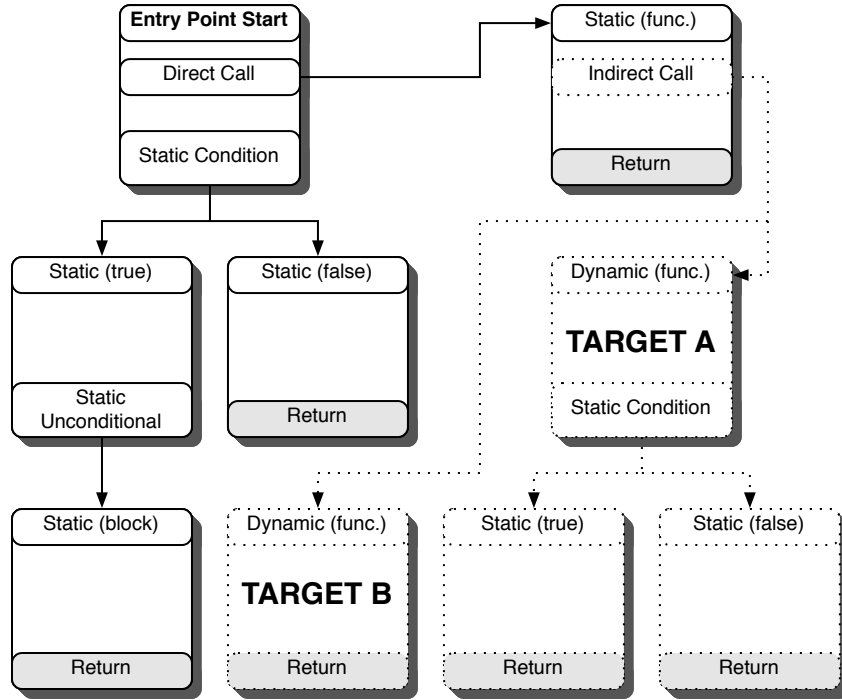 Entry Point Start
Direct Call
Static Condition
Static (func.)
Indirect Call
Return
Static (true)
Static
Unconditional
Static (false)
Return
Dynamic (func.)
TARGET A
Static Condition
Static (block)
Return
Dynamic (func.)
TARGET B
Return
Static (true)
Return
Static (false)
Return